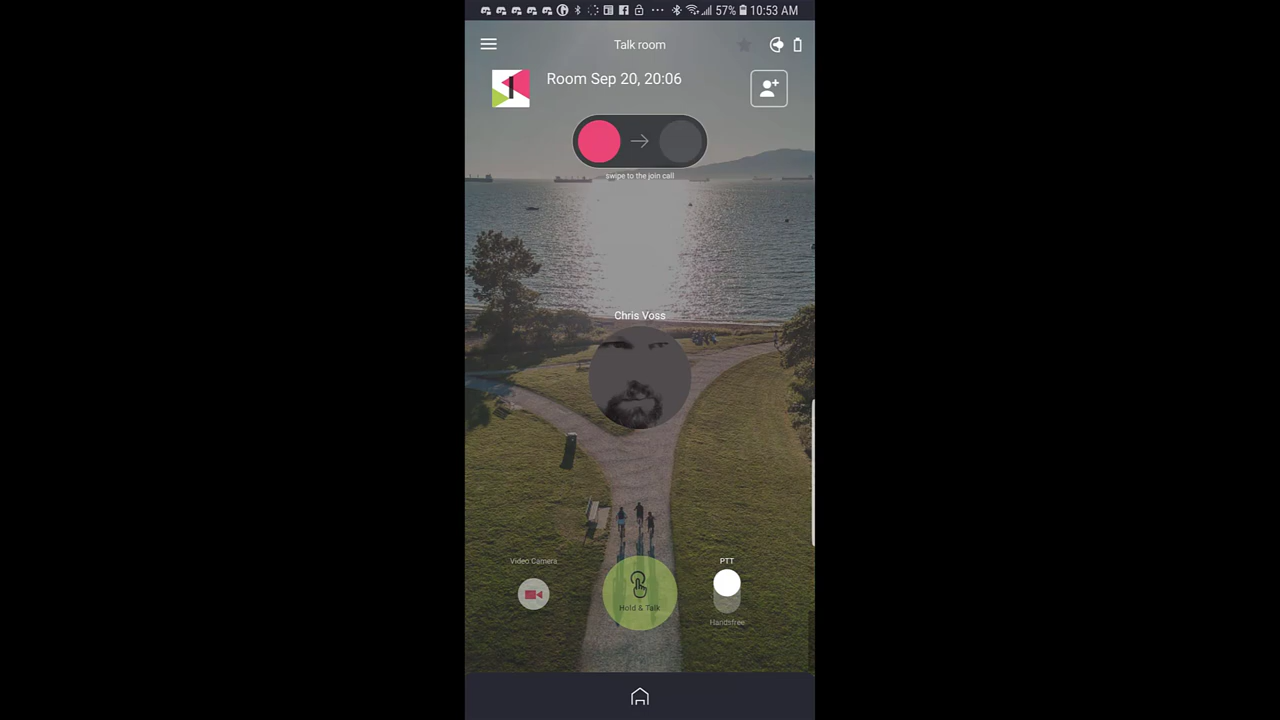 57% 10:53 AM
Talk room
Room Sep 20, 20:06
swipe to the join call
Chris Voss
Video Camera
Hold & Talk
PTT
Handsfree